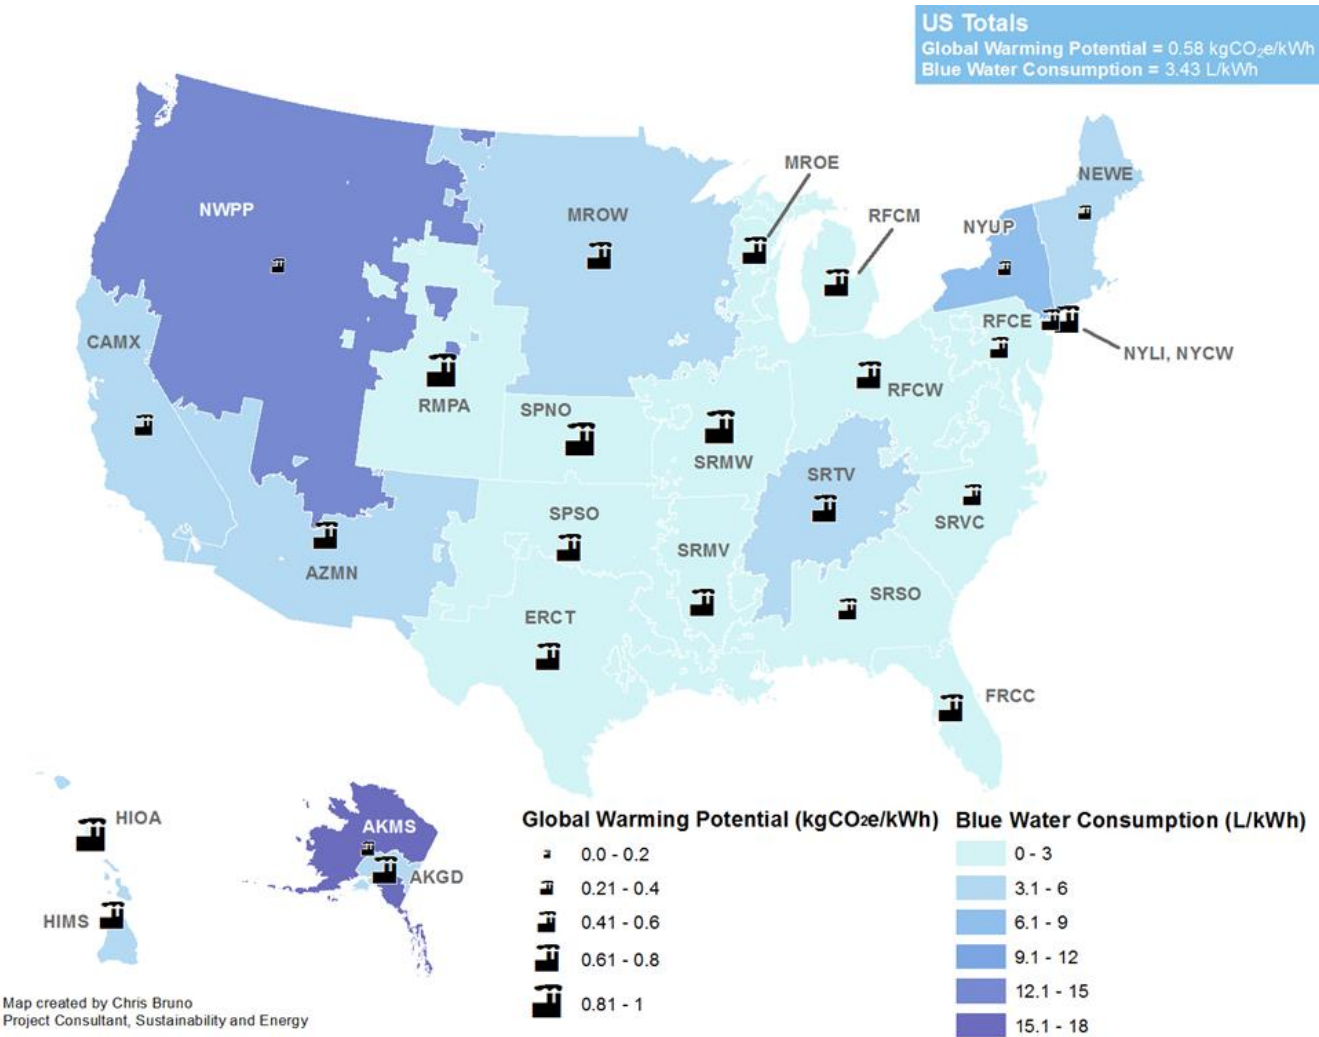 US Totals
Global Warming Potential = 0.58 kgCO₂e/kWh
Blue Water Consumption = 3.43 L/kWh
MROE
NEWE
NWPP
MROW
RFCM
NYUP
RFCE
CAMX
NYLI, NYCW
RFCW
RMPA
SPNO
SRMW
SRTV
SPSO
SRVC
SRMV
AZMN
SRSO
ERCT
FRCC
HIOA
AKMS
AKGD
HIMS
Global Warming Potential (kgCO₂e/kWh)
0.0 - 0.2
0.21 - 0.4
0.41 - 0.6
0.61 - 0.8
0.81 - 1
Blue Water Consumption (L/kWh)
0 - 3
3.1 - 6
6.1 - 9
9.1 - 12
12.1 - 15
15.1 - 18
Map created by Chris Bruno
Project Consultant, Sustainability and Energy